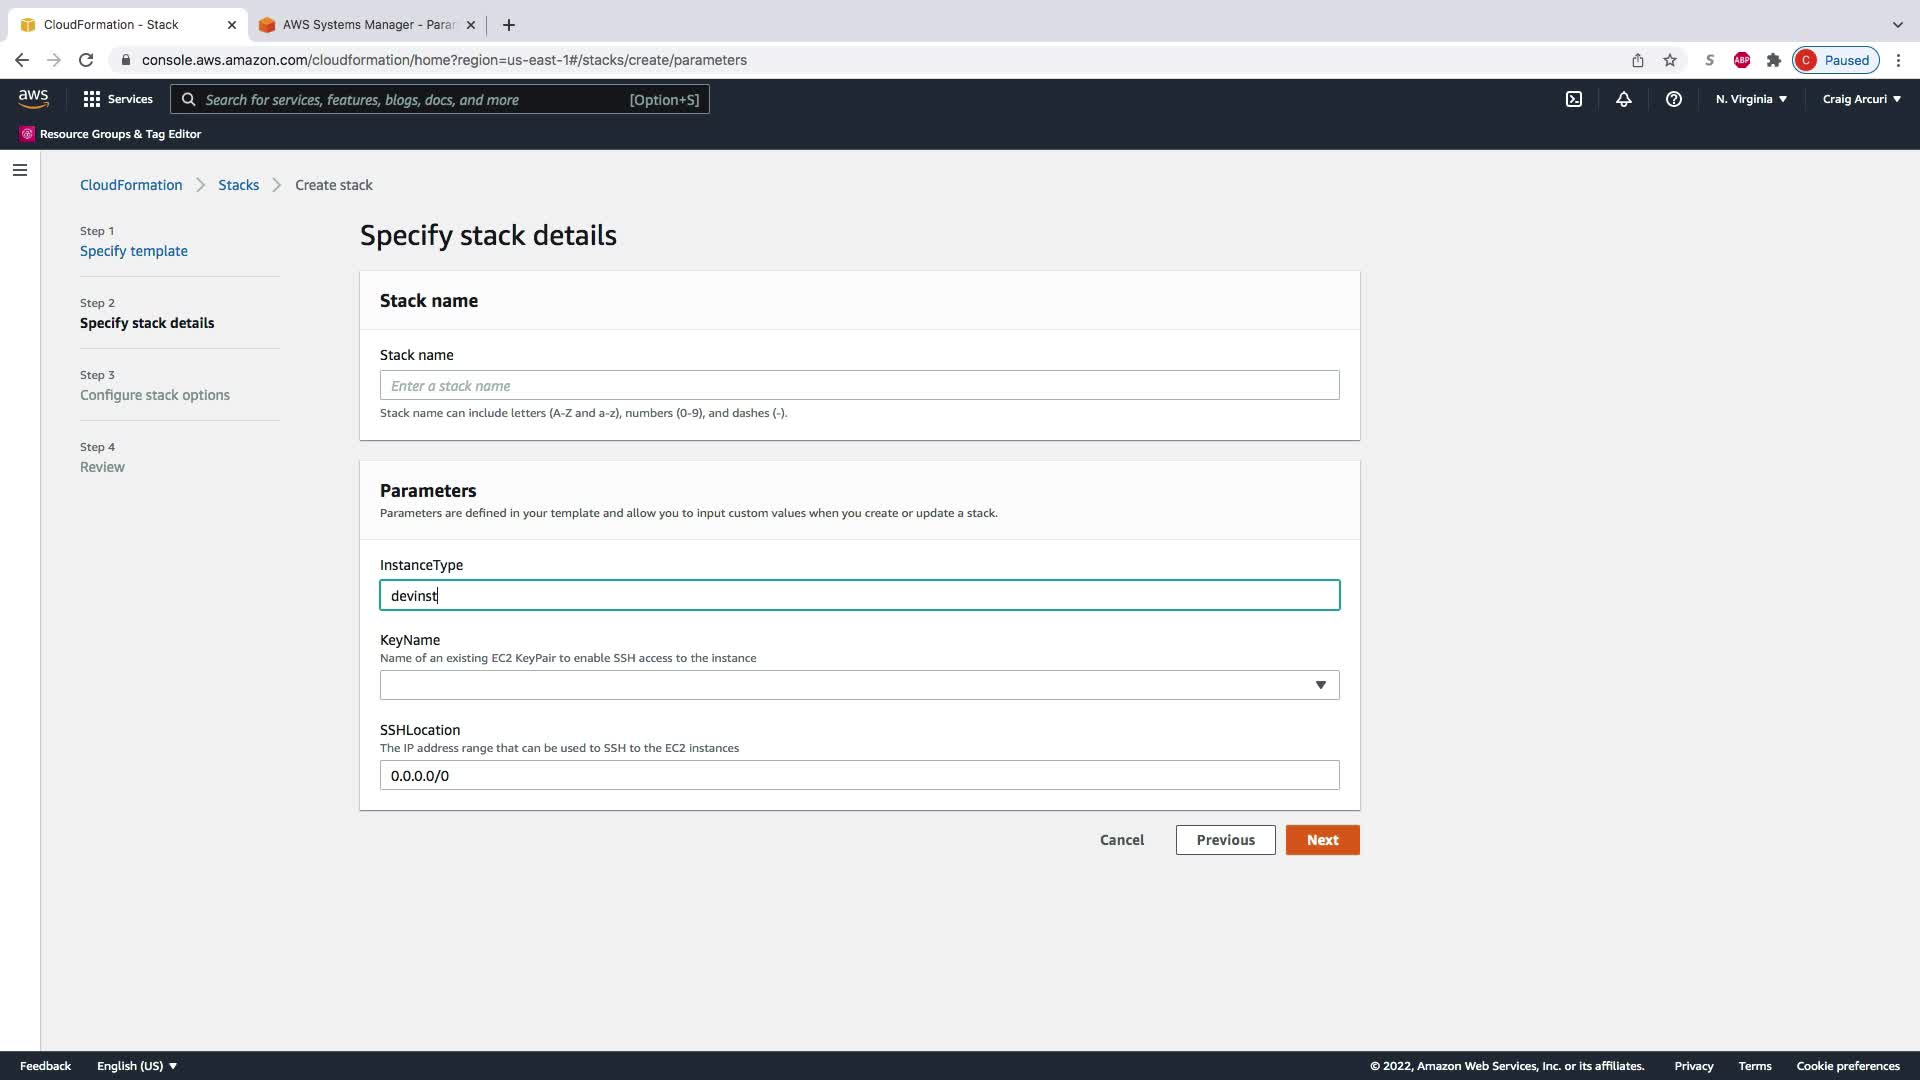 CloudFormation - Stack
AWS Systems Manager - Para
console.aws.amazon.com/cloudformation/home?region=us-east-1#/stacks/create/parameters
S
ABP
C
Paused
aws
Services
Search for services, features, blogs, docs, and more
[Option+S]
N. Virginia
Craig Arcuri
Resource Groups & Tag Editor
CloudFormation
Stacks
Create stack
Step 1
Specify template
Step 2
Specify stack details
Step 3
Configure stack options
Step 4
Review
Specify stack details
Stack name
Stack name
Enter a stack name
Stack name can include letters (A-Z and a-z), numbers (0-9), and dashes (-).
Parameters
Parameters are defined in your template and allow you to input custom values when you create or update a stack.
InstanceType
devinst
KeyName
Name of an existing EC2 KeyPair to enable SSH access to the instance
SSHLocation
The IP address range that can be used to SSH to the EC2 instances
0.0.0.0/0
Cancel
Previous
Next
Feedback
English (US)
© 2022, Amazon Web Services, Inc. or its affiliates.
Privacy
Terms
Cookie preferences